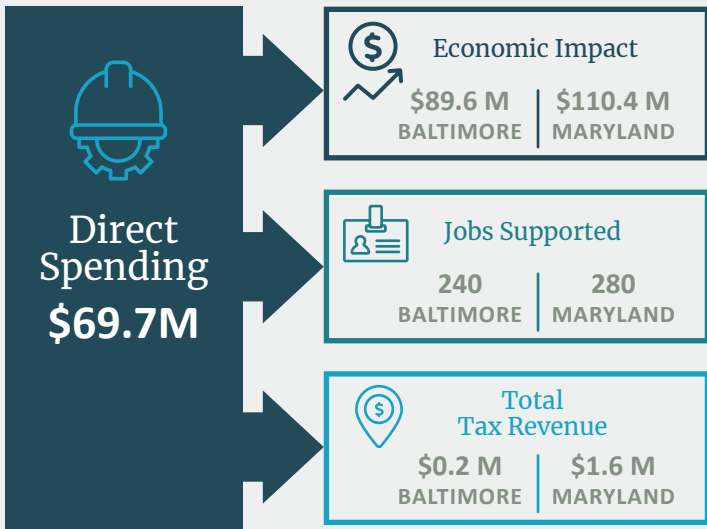 Direct
Spending
$69.7M
$
Economic Impact
$89.6 M $110.4 M
BALTIMORE MARYLAND
Jobs Supported
240 280
BALTIMORE MARYLAND
$
Total
Tax Revenue
$0.2 M $1.6 M
BALTIMORE MARYLAND